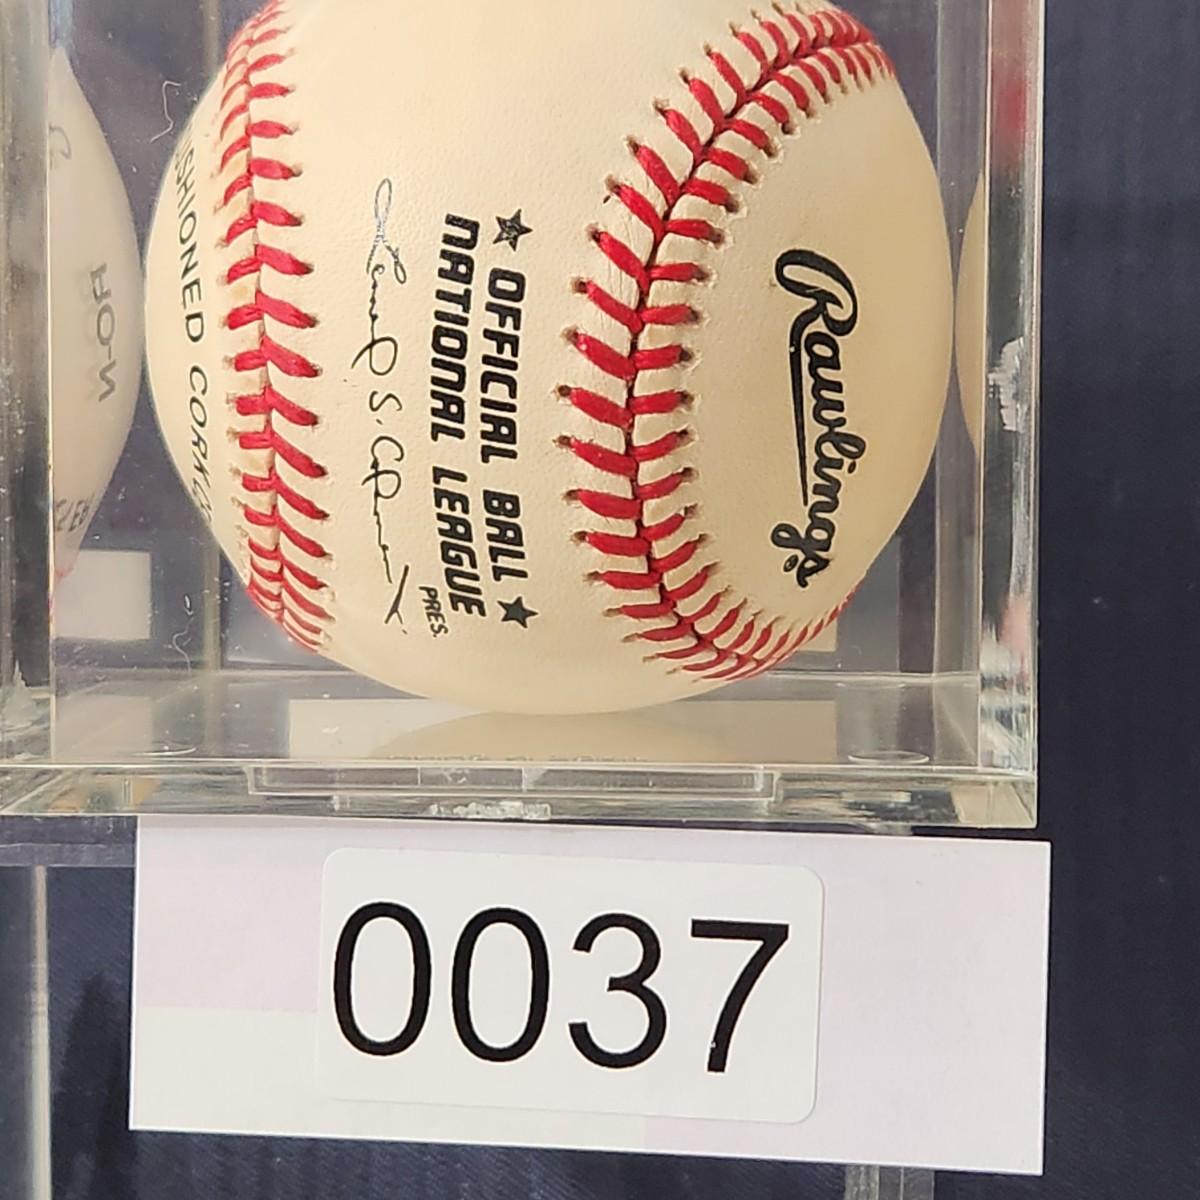 Rawlings
★ OFFICIAL BALL ★
NATIONAL LEAGUE
PRES.
CUSHIONED CORK C
0037